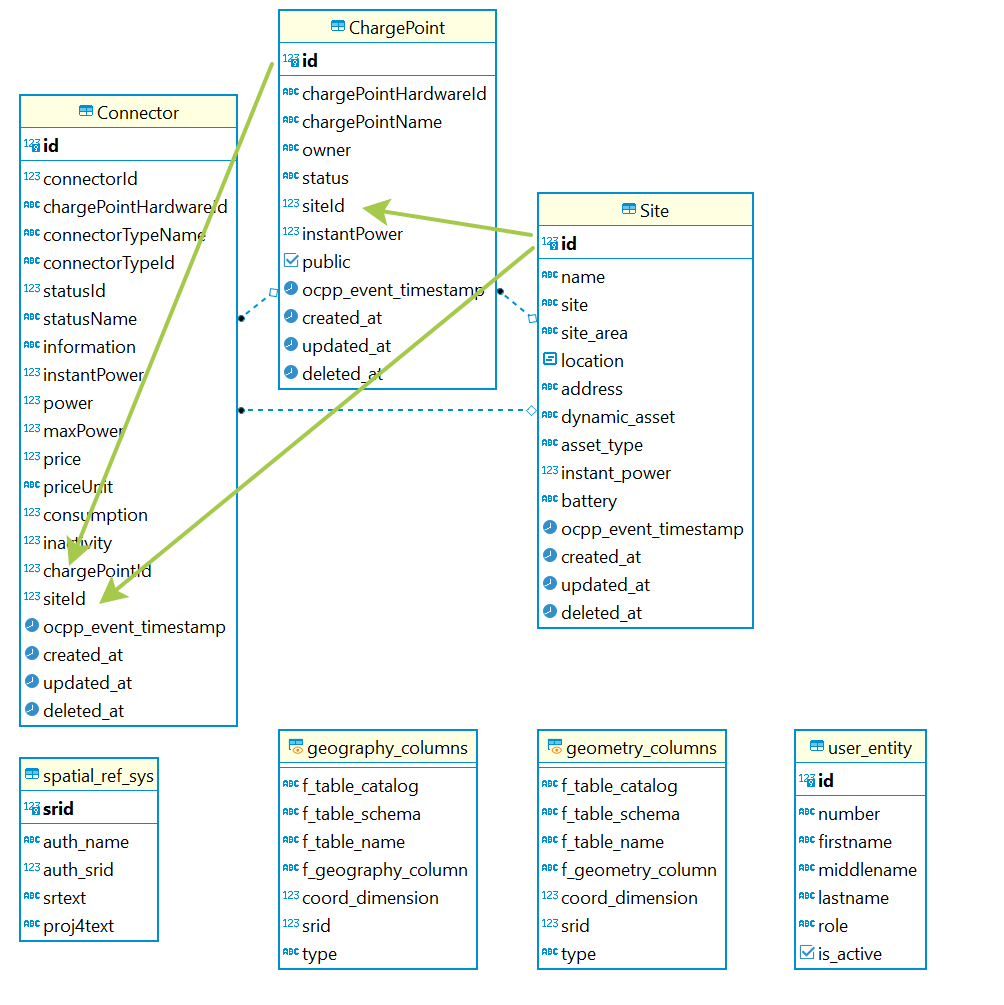 ChargePoint
123 id
ABC chargePointHardwareId
ABC chargePointName
ABC owner
ABC status
123 siteId
123 instantPower
public
ocpp_event_timestamp
created_at
updated_at
deleted_at
Connector
123 id
123 connectorId
ABC chargePointHardwareId
ABC connectorTypeName
ABC connectorTypeId
123 statusId
ABC statusName
ABC information
123 instantPower
123 power
123 maxPower
123 price
ABC priceUnit
123 consumption
123 inactivity
123 chargePointId
123 siteId
ocpp_event_timestamp
created_at
updated_at
deleted_at
Site
123 id
ABC name
ABC site
ABC site_area
location
ABC address
ABC dynamic_asset
ABC asset_type
123 instant_power
ABC battery
ocpp_event_timestamp
created_at
updated_at
deleted_at
spatial_ref_sys
123 srid
ABC auth_name
123 auth_srid
ABC srtext
ABC proj4text
geography_columns
ABC f_table_catalog
ABC f_table_schema
ABC f_table_name
ABC f_geography_column
123 coord_dimension
123 srid
ABC type
geometry_columns
ABC f_table_catalog
ABC f_table_schema
ABC f_table_name
ABC f_geometry_column
123 coord_dimension
123 srid
ABC type
user_entity
123 id
ABC number
ABC firstname
ABC middlename
ABC lastname
ABC role
is_active